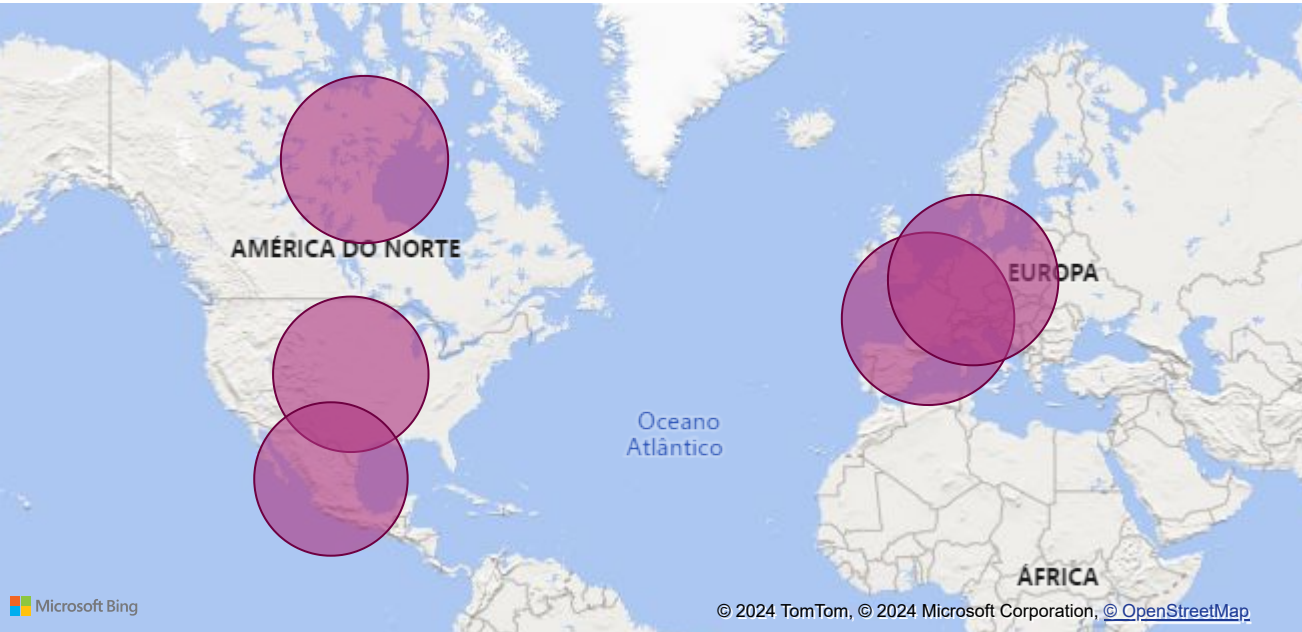 AMÉRICA DO NORTE
EUROPA
Oceano
Atlântico
ÁFRICA
Microsoft Bing
© 2024 TomTom, © 2024 Microsoft Corporation, © OpenStreetMap